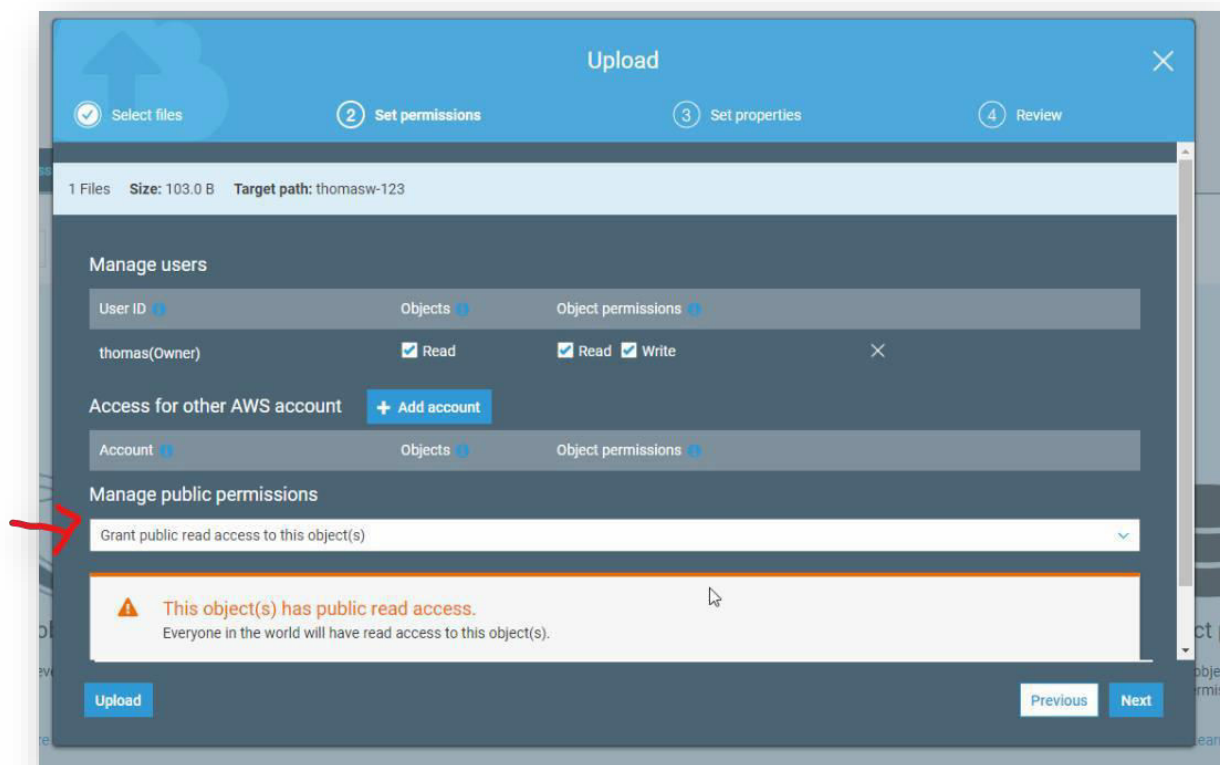 Upload
Select files
2 Set permissions
3 Set properties
4 Review
1 Files Size: 103.0 B Target path: thomasw-123
Manage users
User ID Objects Object permissions
thomas(Owner) Read Read Write
Access for other AWS account + Add account
Account Objects Object permissions
Manage public permissions
Grant public read access to this object(s)
This object(s) has public read access.
Everyone in the world will have read access to this object(s).
Upload Previous Next